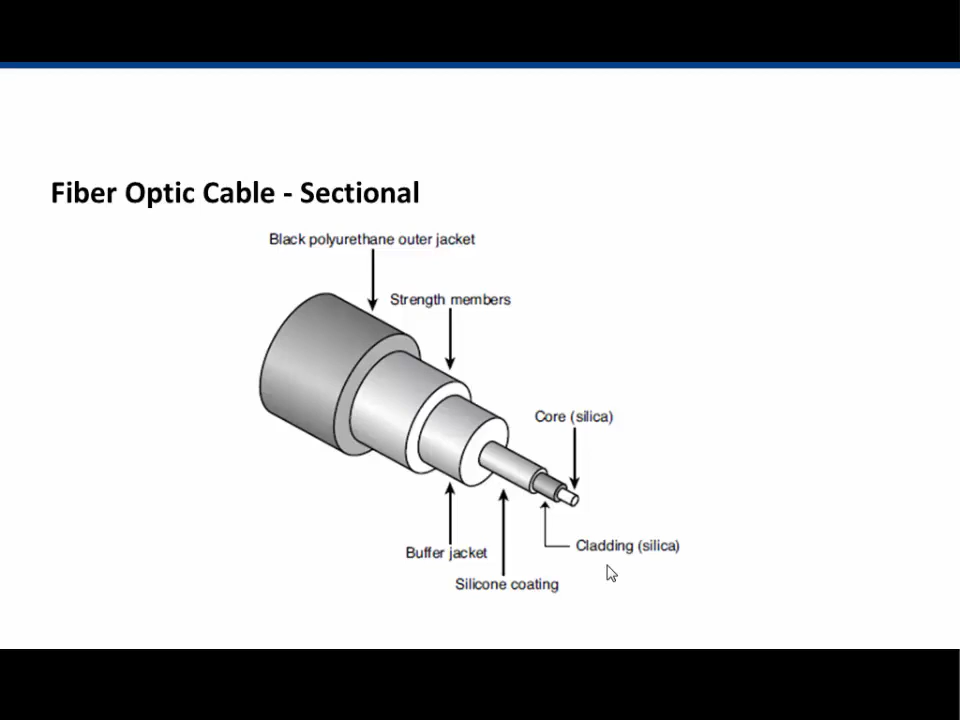 Fiber Optic Cable - Sectional
Black polyurethane outer jacket
Strength members
Core (silica)
Cladding (silica)
Buffer jacket
Silicone coating